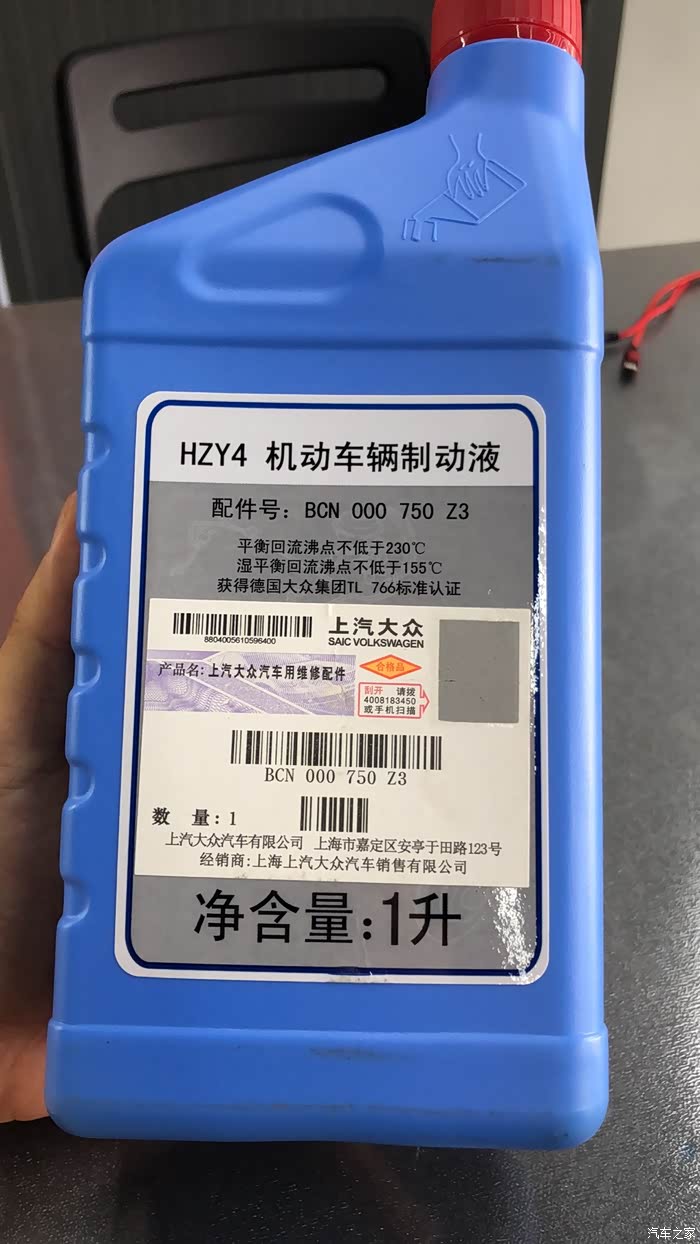 HZY4 机动车辆制动液
配件号: BCN 000 750 Z3
平衡回流沸点不低于230℃
湿平衡回流沸点不低于155℃
获得德国大众集团TL 766标准认证
8804005610596400
上汽大众
SAIC VOLKSWAGEN
产品名: 上汽大众汽车用维修配件
合格品
刮开 请拨
4008183450
或手机扫描
BCN 000 750 Z3
数 量: 1
上汽大众汽车有限公司 上海市嘉定区安亭于田路123号
经销商: 上海上汽大众汽车销售有限公司
净含量: 1升
汽车之家